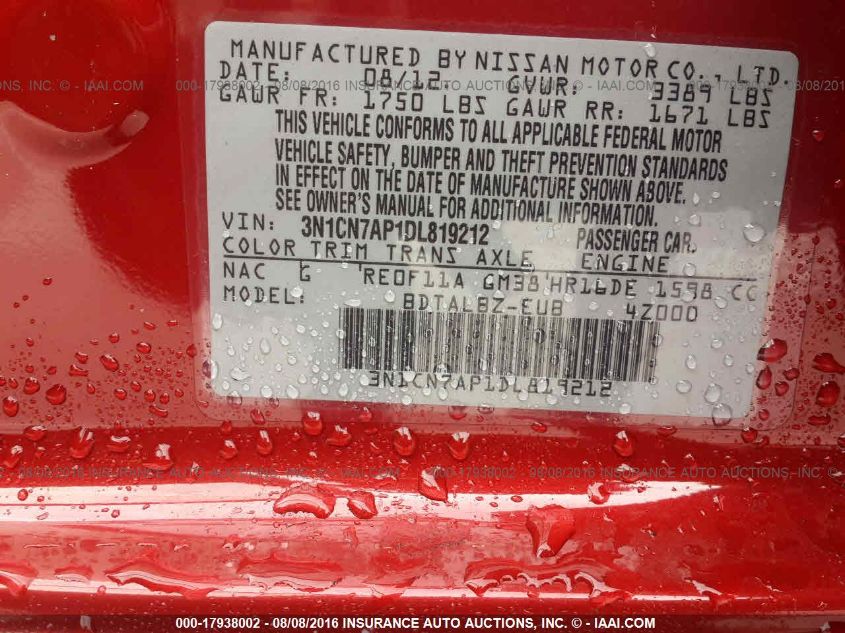 MANUFACTURED BY NISSAN MOTOR CO., LTD.
DATE: 08/12 GVWR: 3389 LBS
GAWR FR: 1750 LBS GAWR RR: 1671 LBS
THIS VEHICLE CONFORMS TO ALL APPLICABLE FEDERAL MOTOR
VEHICLE SAFETY, BUMPER AND THEFT PREVENTION STANDARDS
IN EFFECT ON THE DATE OF MANUFACTURE SHOWN ABOVE.
SEE OWNER'S MANUAL FOR ADDITIONAL INFORMATION.
VIN: 3N1CN7AP1DL819212 PASSENGER CAR.
COLOR TRIM TRANS AXLE ENGINE
NAC G RE0F11A GM38 HR16DE 1598 CC
MODEL: BDTALBZ-EUB 4Z000
3N1CN7AP1DL819212
000-17938002 - 08/08/2016 INSURANCE AUTO AUCTIONS, INC. © - IAAI.COM